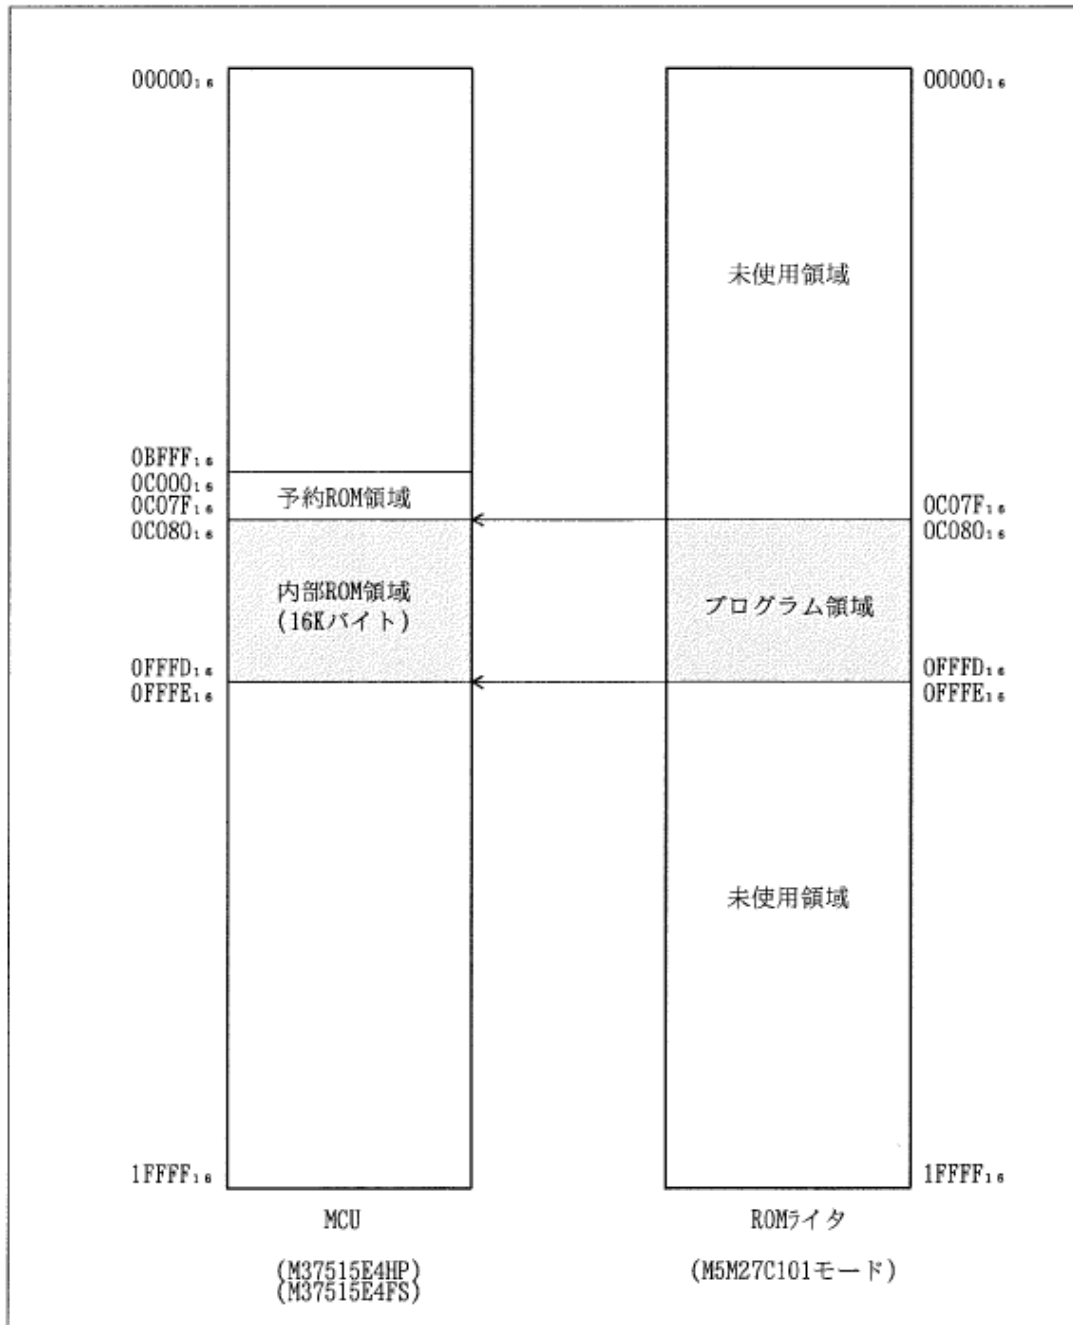 00000₁₆
0BFFF₁₆
0C000₁₆
0C07F₁₆
0C080₁₆
0FFFD₁₆
0FFFE₁₆
1FFFF₁₆
予約ROM領域
内部ROM領域
(16Kバイト)
MCU
(M37515E4HP)
(M37515E4FS)
00000₁₆
0C07F₁₆
0C080₁₆
0FFFD₁₆
0FFFE₁₆
1FFFF₁₆
未使用領域
プログラム領域
未使用領域
ROMライタ
(M5M27C101モード)